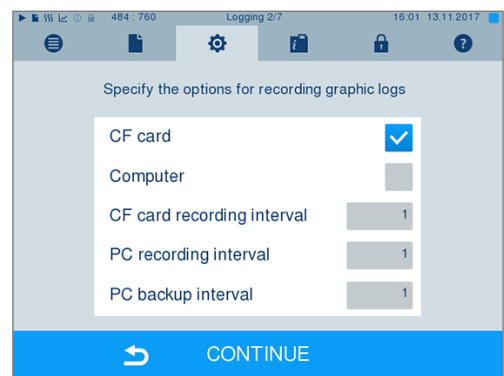 484 : 760 Logging 2/7 16:01 13.11.2017
Specify the options for recording graphic logs
CF card
Computer
CF card recording interval 1
PC recording interval 1
PC backup interval 1
CONTINUE